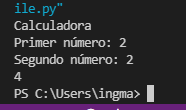 ile.py"
Calculadora
Primer número: 2
Segundo número: 2
4
PS C:\Users\ingma>